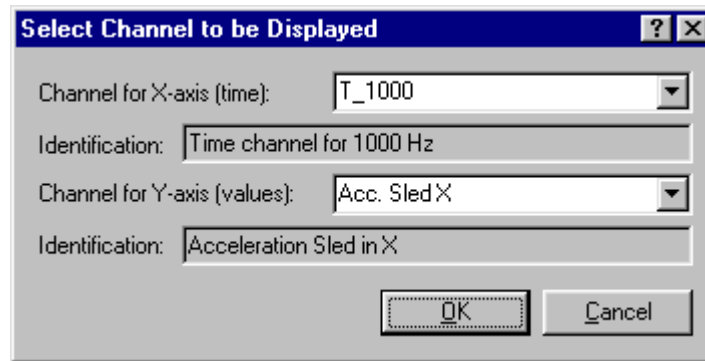 Select Channel to be Displayed
Channel for X-axis (time): T_1000
Identification: Time channel for 1000 Hz
Channel for Y-axis (values): Acc. Sled X
Identification: Acceleration Sled in X
OK Cancel